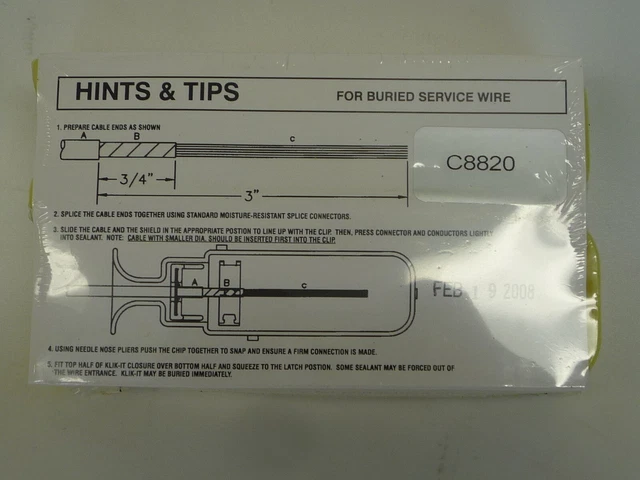 HINTS & TIPS FOR BURIED SERVICE WIRE
1. PREPARE CABLE ENDS AS SHOWN
A B C
C8820
3/4"
3"
2. SPLICE THE CABLE ENDS TOGETHER USING STANDARD MOISTURE-RESISTANT SPLICE CONNECTORS.
3. SLIDE THE CABLE AND THE SHIELD IN THE APPROPRIATE POSTION TO LINE UP WITH THE CLIP. THEN, PRESS CONNECTOR AND CONDUCTORS LIGHTLY
INTO SEALANT. NOTE: CABLE WITH SMALLER DIA. SHOULD BE INSERTED FIRST INTO THE CLIP.
A B C
FEB 19 2008
4. USING NEEDLE NOSE PLIERS PUSH THE CHIP TOGETHER TO SNAP AND ENSURE A FIRM CONNECTION IS MADE.
5. FIT TOP HALF OF KLIK-IT CLOSURE OVER BOTTOM HALF AND SQUEEZE TO THE LATCH POSTION. SOME SEALANT MAY BE FORCED OUT OF
THE WIRE ENTRANCE. KLIK-IT MAY BE BURIED IMMEDIATELY.